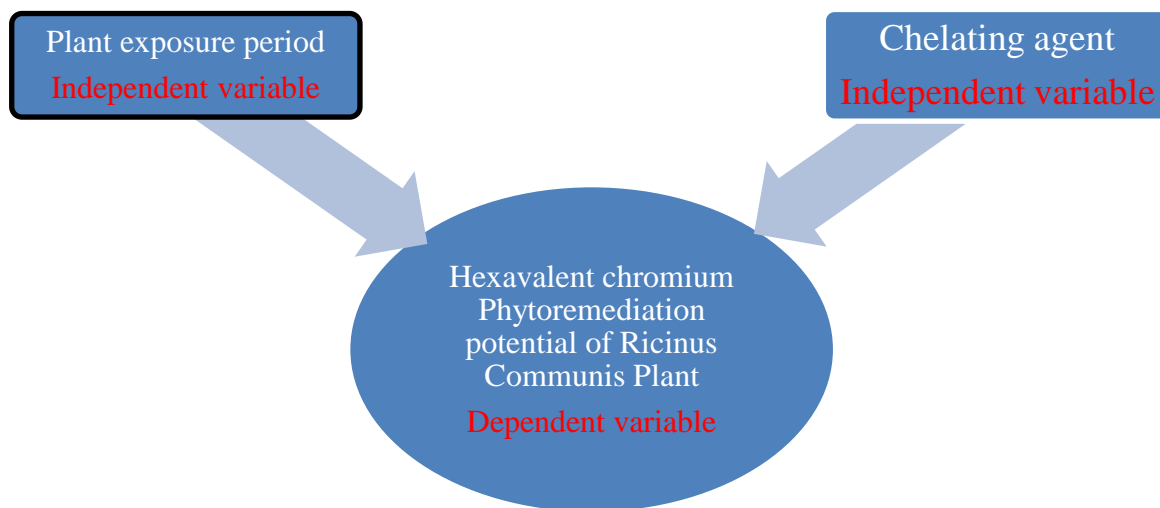 Plant exposure period
Independent variable
Chelating agent
Independent variable
Hexavalent chromium
Phytoremediation
potential of Ricinus
Communis Plant
Dependent variable